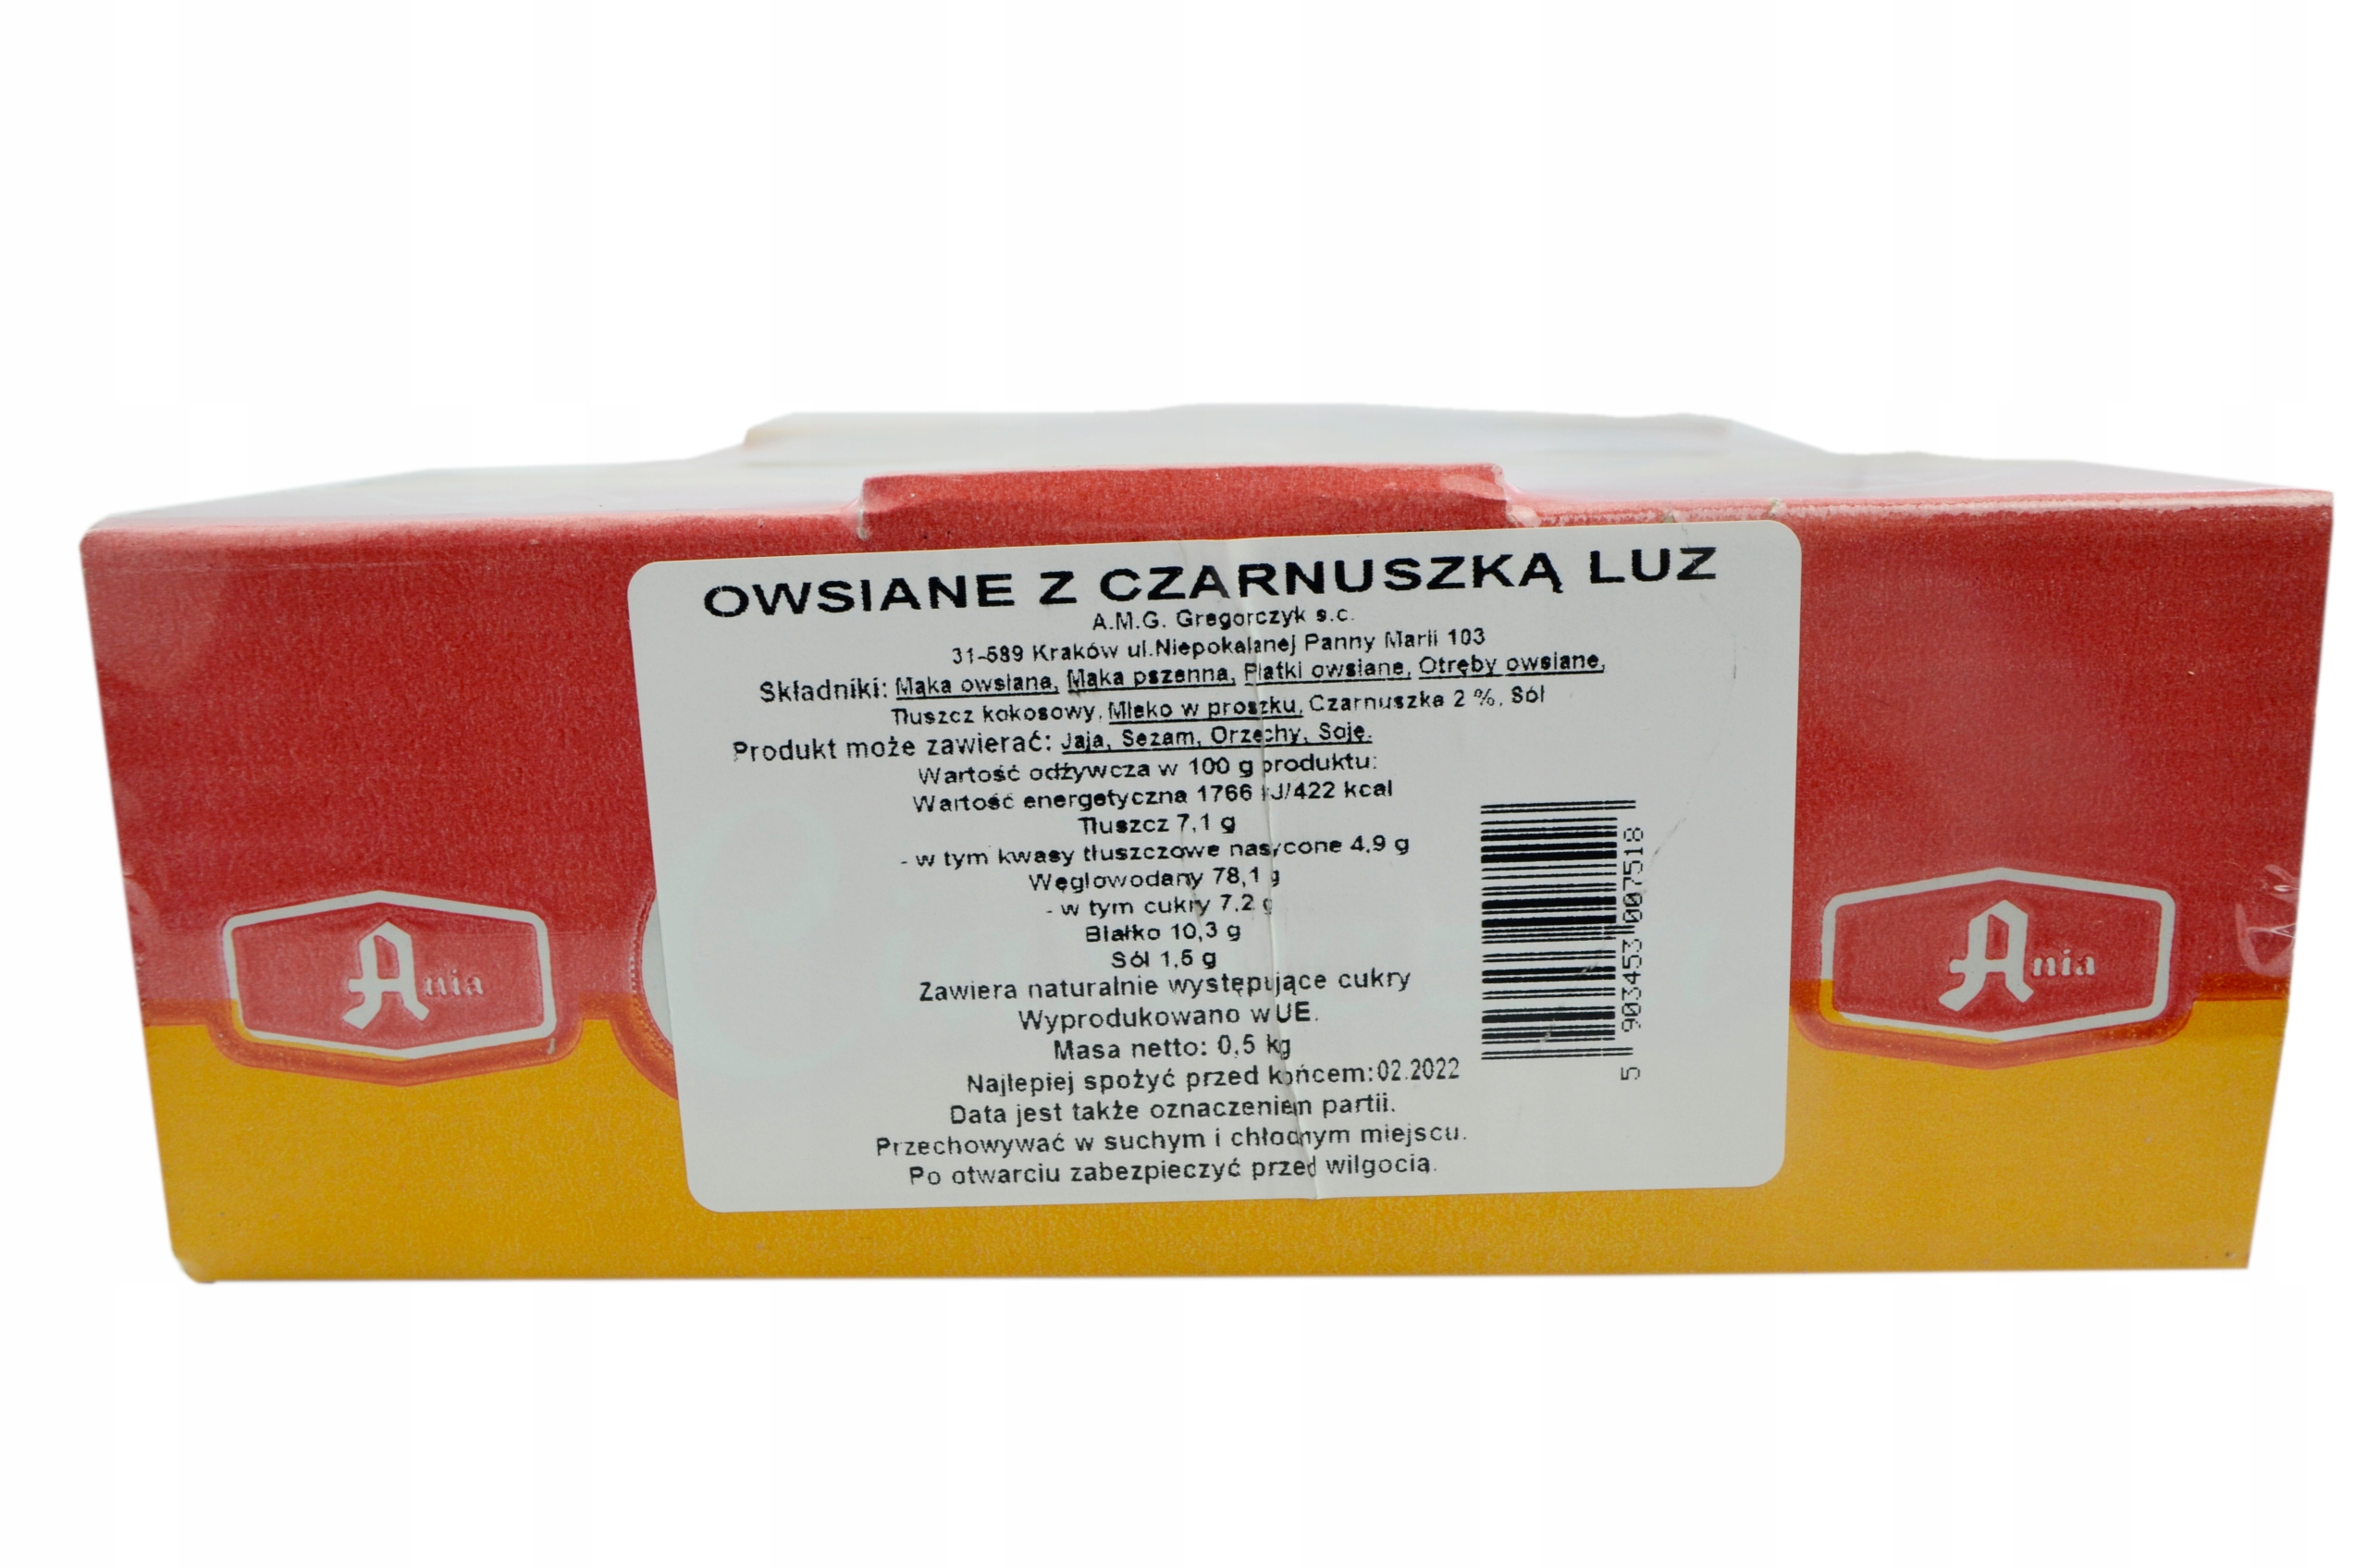 OWSIANE Z CZARNUSZKĄ LUZ
A.M.G. Gregorczyk s.c.
31-589 Kraków ul.Niepokalanej Panny Marii 103
Składniki: Mąka owsiana, Mąka pszenna, Płatki owsiane, Otręby owsiane,
Tłuszcz kokosowy, Mleko w proszku, Czarnuszka 2 %, Sól
Produkt może zawierać: Jaja, Sezam, Orzechy, Soję.
Wartość odżywcza w 100 g produktu:
Wartość energetyczna 1766 kJ/422 kcal
Tłuszcz 7,1 g
- w tym kwasy tłuszczowe nasycone 4,9 g
Węglowodany 78,1 g
- w tym cukry 7,2 g
Białko 10,3 g
Sól 1,5 g
Zawiera naturalnie występujące cukry
Wyprodukowano w UE.
Masa netto: 0,5 kg
Najlepiej spożyć przed końcem:02.2022
Data jest także oznaczeniem partii.
Przechowywać w suchym i chłodnym miejscu.
Po otwarciu zabezpieczyć przed wilgocią.
5 903453 007518
Ania
Ania